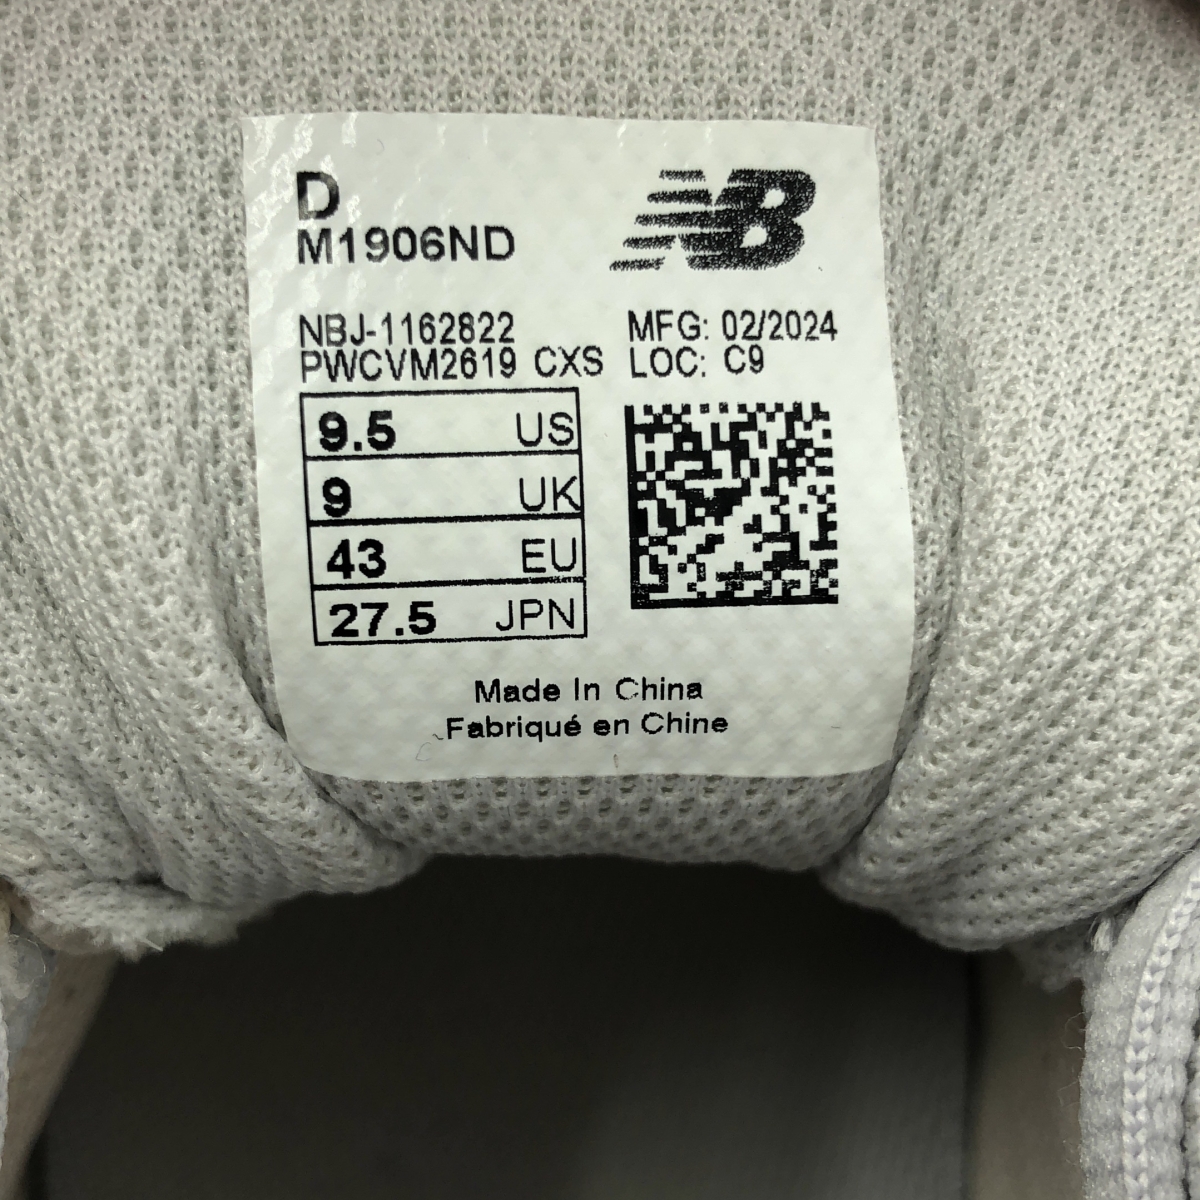 D
M1906ND
NB
NBJ-1162822 MFG: 02/2024
PWCVM2619 CXS LOC: C9
9.5 US
9 UK
43 EU
27.5 JPN
Made In China
Fabriqué en Chine